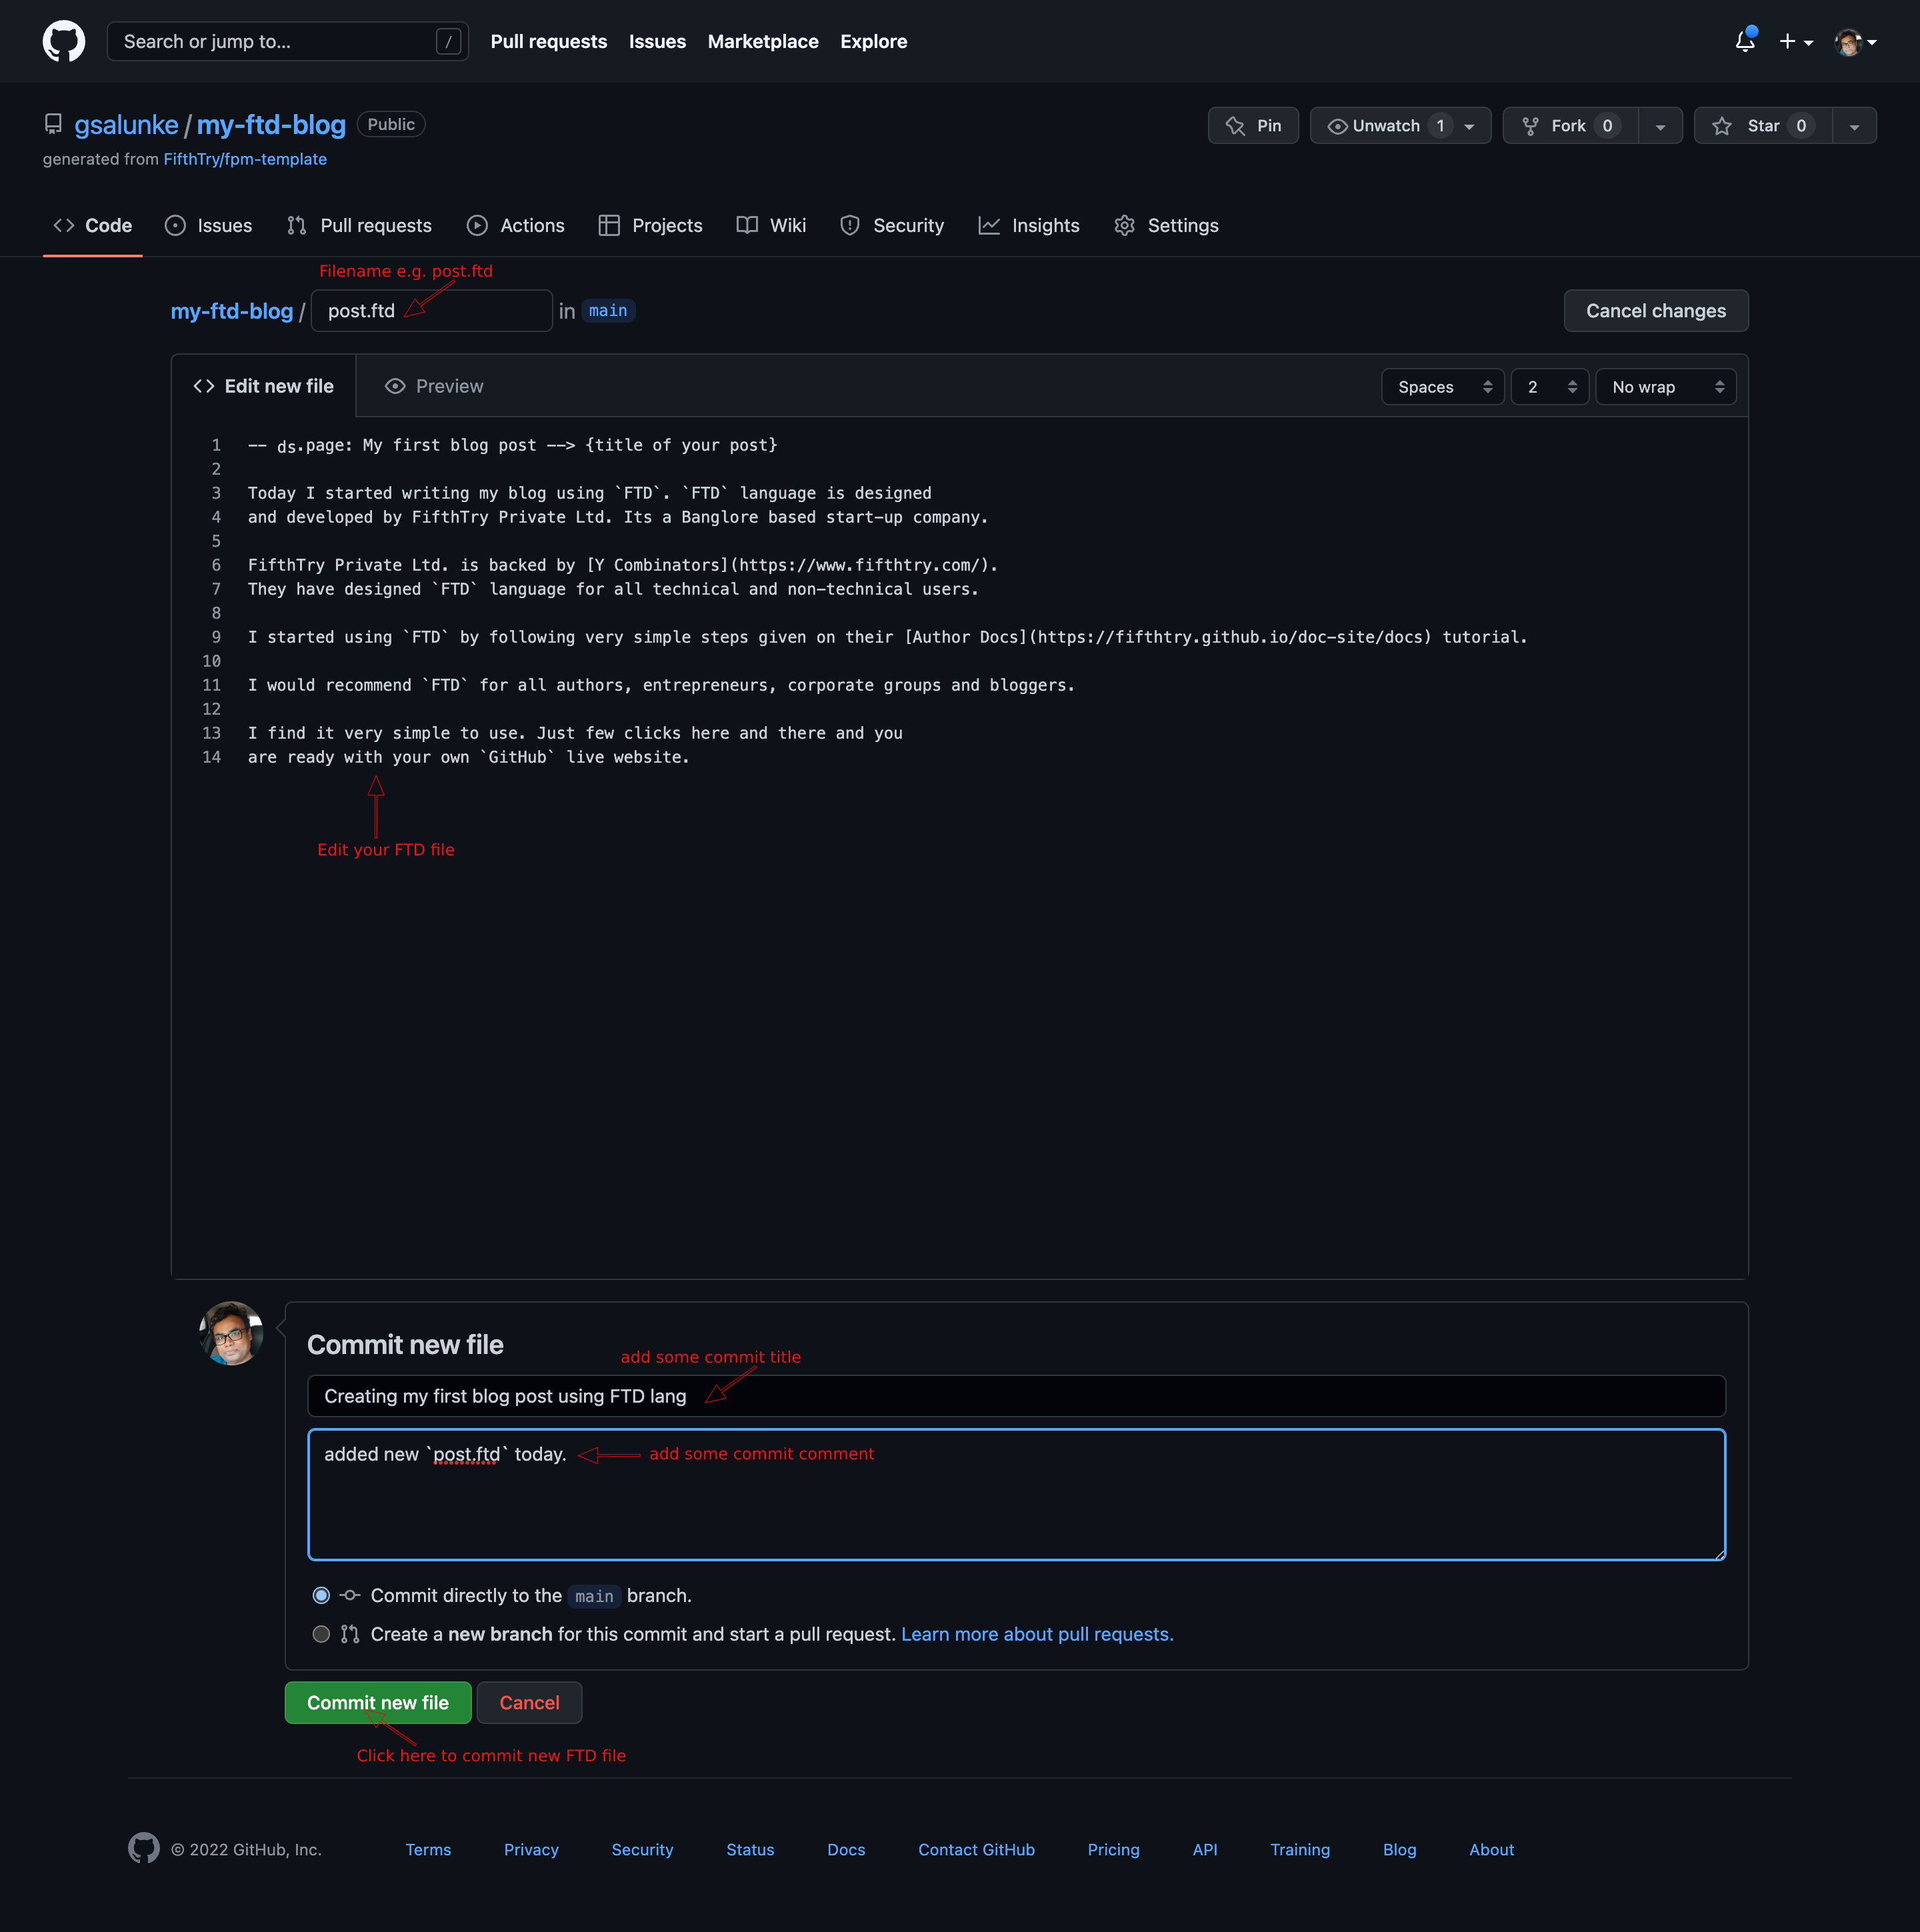 Search or jump to... / Pull requests Issues Marketplace Explore
gsalunke / my-ftd-blog Public Pin Unwatch 1 Fork 0 Star 0
generated from FifthTry/fpm-template
Code Issues Pull requests Actions Projects Wiki Security Insights Settings
Filename e.g. post.ftd
my-ftd-blog / post.ftd in main Cancel changes
Edit new file Preview Spaces 2 No wrap
1 -- ds.page: My first blog post --> {title of your post}
2
3 Today I started writing my blog using `FTD`. `FTD` language is designed
4 and developed by FifthTry Private Ltd. Its a Banglore based start-up company.
5
6 FifthTry Private Ltd. is backed by [Y Combinators](https://www.fifthtry.com/).
7 They have designed `FTD` language for all technical and non-technical users.
8
9 I started using `FTD` by following very simple steps given on their [Author Docs](https://fifthtry.github.io/doc-site/docs) tutorial.
10
11 I would recommend `FTD` for all authors, entrepreneurs, corporate groups and bloggers.
12
13 I find it very simple to use. Just few clicks here and there and you
14 are ready with your own `GitHub` live website.
Edit your FTD file
Commit new file
add some commit title
Creating my first blog post using FTD lang
added new `post.ftd` today. add some commit comment
Commit directly to the main branch.
Create a new branch for this commit and start a pull request. Learn more about pull requests.
Commit new file Cancel
Click here to commit new FTD file
© 2022 GitHub, Inc. Terms Privacy Security Status Docs Contact GitHub Pricing API Training Blog About